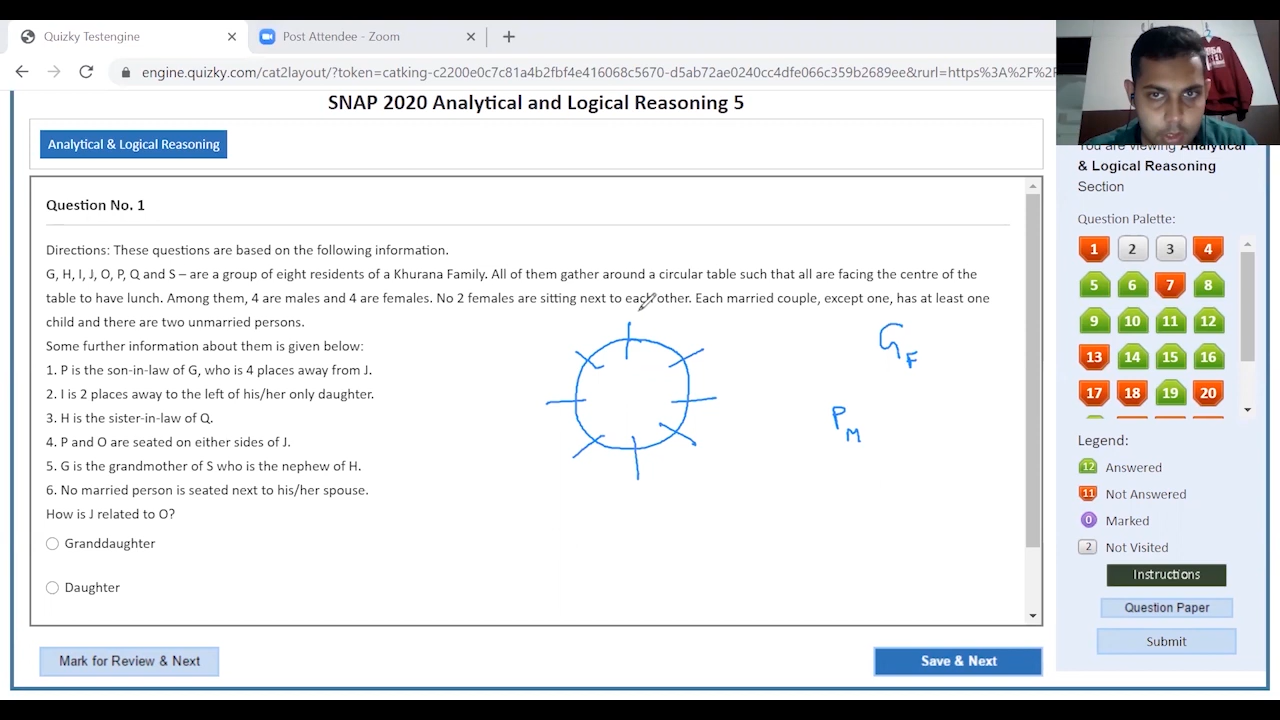 Quizky Testengine
Post Attendee - Zoom
engine.quizky.com/cat2layout/?token=catking-c2200e0c7c01a4b2fbf4e416068c5670-d5ab72ae0240cc4dfe066c359b2689ee&rurl=https%3A%2F%2F
SNAP 2020 Analytical and Logical Reasoning 5
Analytical & Logical Reasoning
You are viewing Analytical
& Logical Reasoning
Section
Question No. 1
Directions: These questions are based on the following information.
G, H, I, J, O, P, Q and S – are a group of eight residents of a Khurana Family. All of them gather around a circular table such that all are facing the centre of the
table to have lunch. Among them, 4 are males and 4 are females. No 2 females are sitting next to each other. Each married couple, except one, has at least one
child and there are two unmarried persons.
Some further information about them is given below:
1. P is the son-in-law of G, who is 4 places away from J.
2. I is 2 places away to the left of his/her only daughter.
3. H is the sister-in-law of Q.
4. P and O are seated on either sides of J.
5. G is the grandmother of S who is the nephew of H.
6. No married person is seated next to his/her spouse.
How is J related to O?
Granddaughter
Daughter
G F
P M
Mark for Review & Next
Save & Next
Question Palette:
1 2 3 4
5 6 7 8
9 10 11 12
13 14 15 16
17 18 19 20
Legend:
12 Answered
11 Not Answered
0 Marked
2 Not Visited
Instructions
Question Paper
Submit